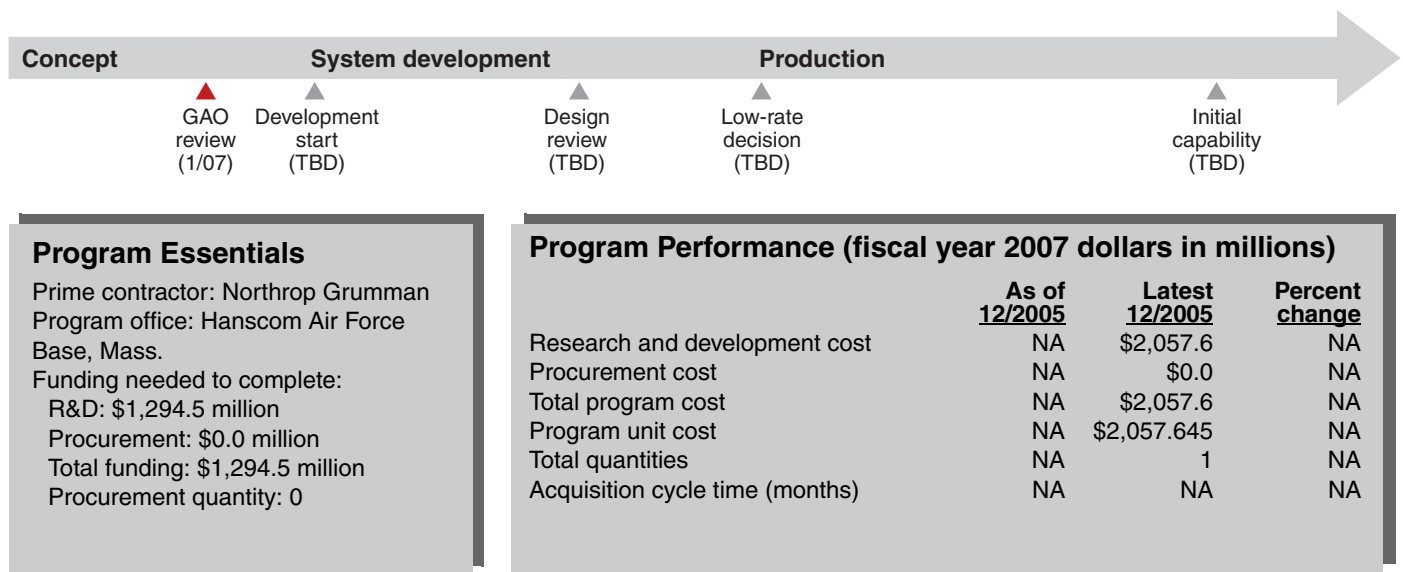 Concept System development Production
GAO review (1/07)
Development start (TBD)
Design review (TBD)
Low-rate decision (TBD)
Initial capability (TBD)
Program Essentials
Prime contractor: Northrop Grumman
Program office: Hanscom Air Force
Base, Mass.
Funding needed to complete:
R&D: $1,294.5 million
Procurement: $0.0 million
Total funding: $1,294.5 million
Procurement quantity: 0
Program Performance (fiscal year 2007 dollars in millions)
As of Latest Percent
12/2005 12/2005 change
Research and development cost NA $2,057.6 NA
Procurement cost NA $0.0 NA
Total program cost NA $2,057.6 NA
Program unit cost NA $2,057.645 NA
Total quantities NA 1 NA
Acquisition cycle time (months) NA NA NA